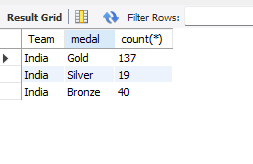 Result Grid Filter Rows:
Team medal count(*)
India Gold 137
India Silver 19
India Bronze 40